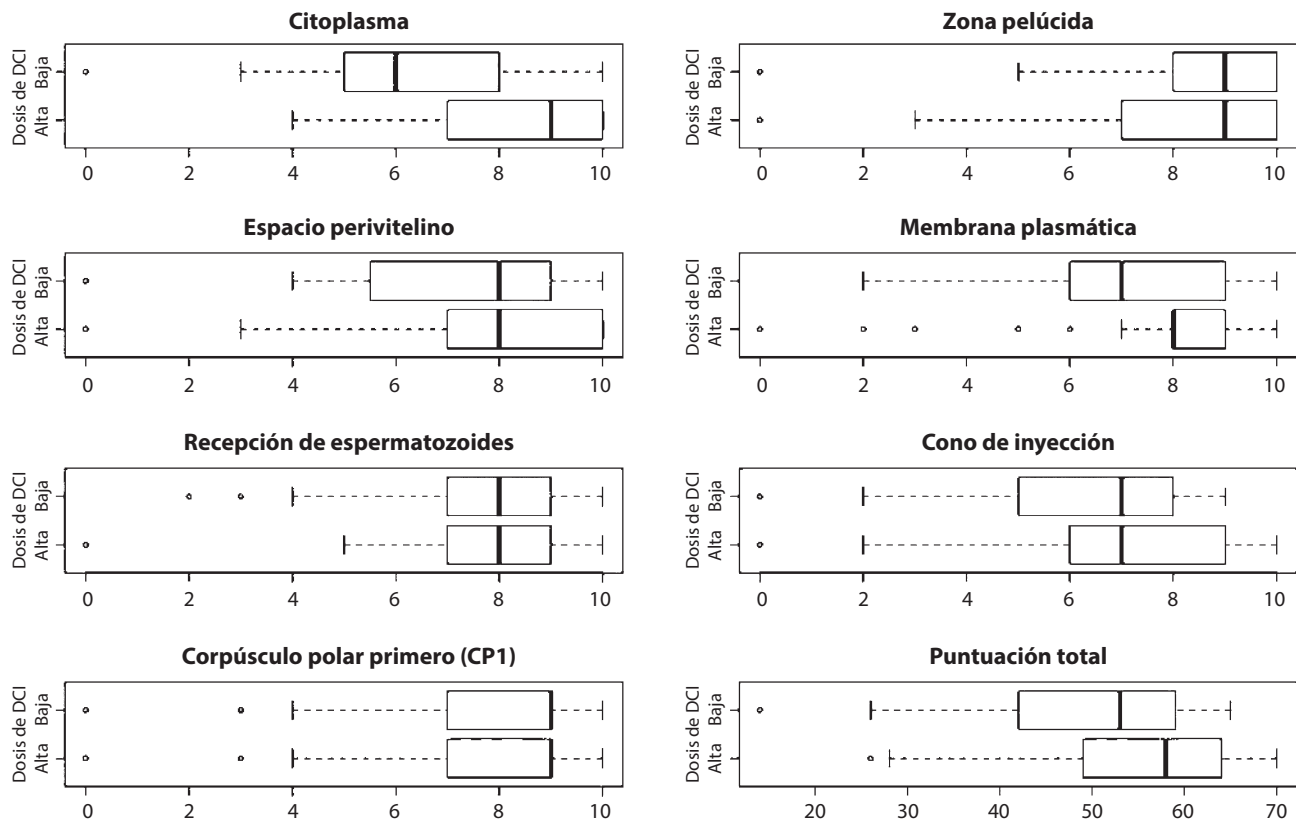 Citoplasma
Dosis de DCI
Baja
Alta
0 2 4 6 8 10
Zona pelúcida
Dosis de DCI
Baja
Alta
0 2 4 6 8 10
Espacio perivitelino
Dosis de DCI
Baja
Alta
0 2 4 6 8 10
Membrana plasmática
Dosis de DCI
Baja
Alta
0 2 4 6 8 10
Recepción de espermatozoides
Dosis de DCI
Baja
Alta
0 2 4 6 8 10
Cono de inyección
Dosis de DCI
Baja
Alta
0 2 4 6 8 10
Corpúsculo polar primero (CP1)
Dosis de DCI
Baja
Alta
0 2 4 6 8 10
Puntuación total
Dosis de DCI
Baja
Alta
20 30 40 50 60 70